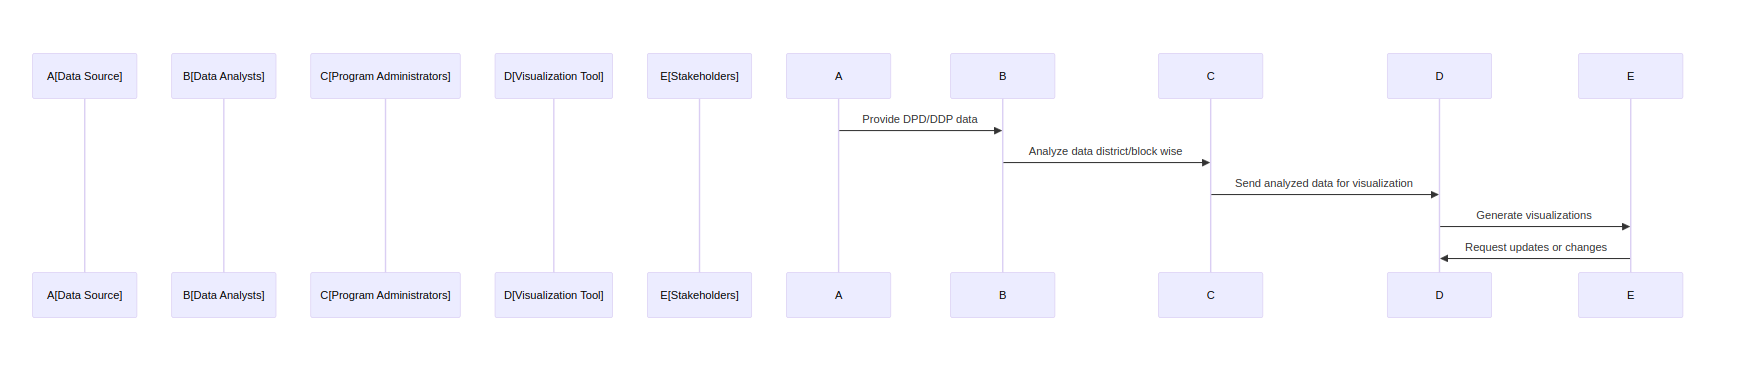 A[Data Source]
B[Data Analysts]
C[Program Administrators]
D[Visualization Tool]
E[Stakeholders]
A
B
C
D
E
Provide DPD/DDP data
Analyze data district/block wise
Send analyzed data for visualization
Generate visualizations
Request updates or changes
A[Data Source]
B[Data Analysts]
C[Program Administrators]
D[Visualization Tool]
E[Stakeholders]
A
B
C
D
E